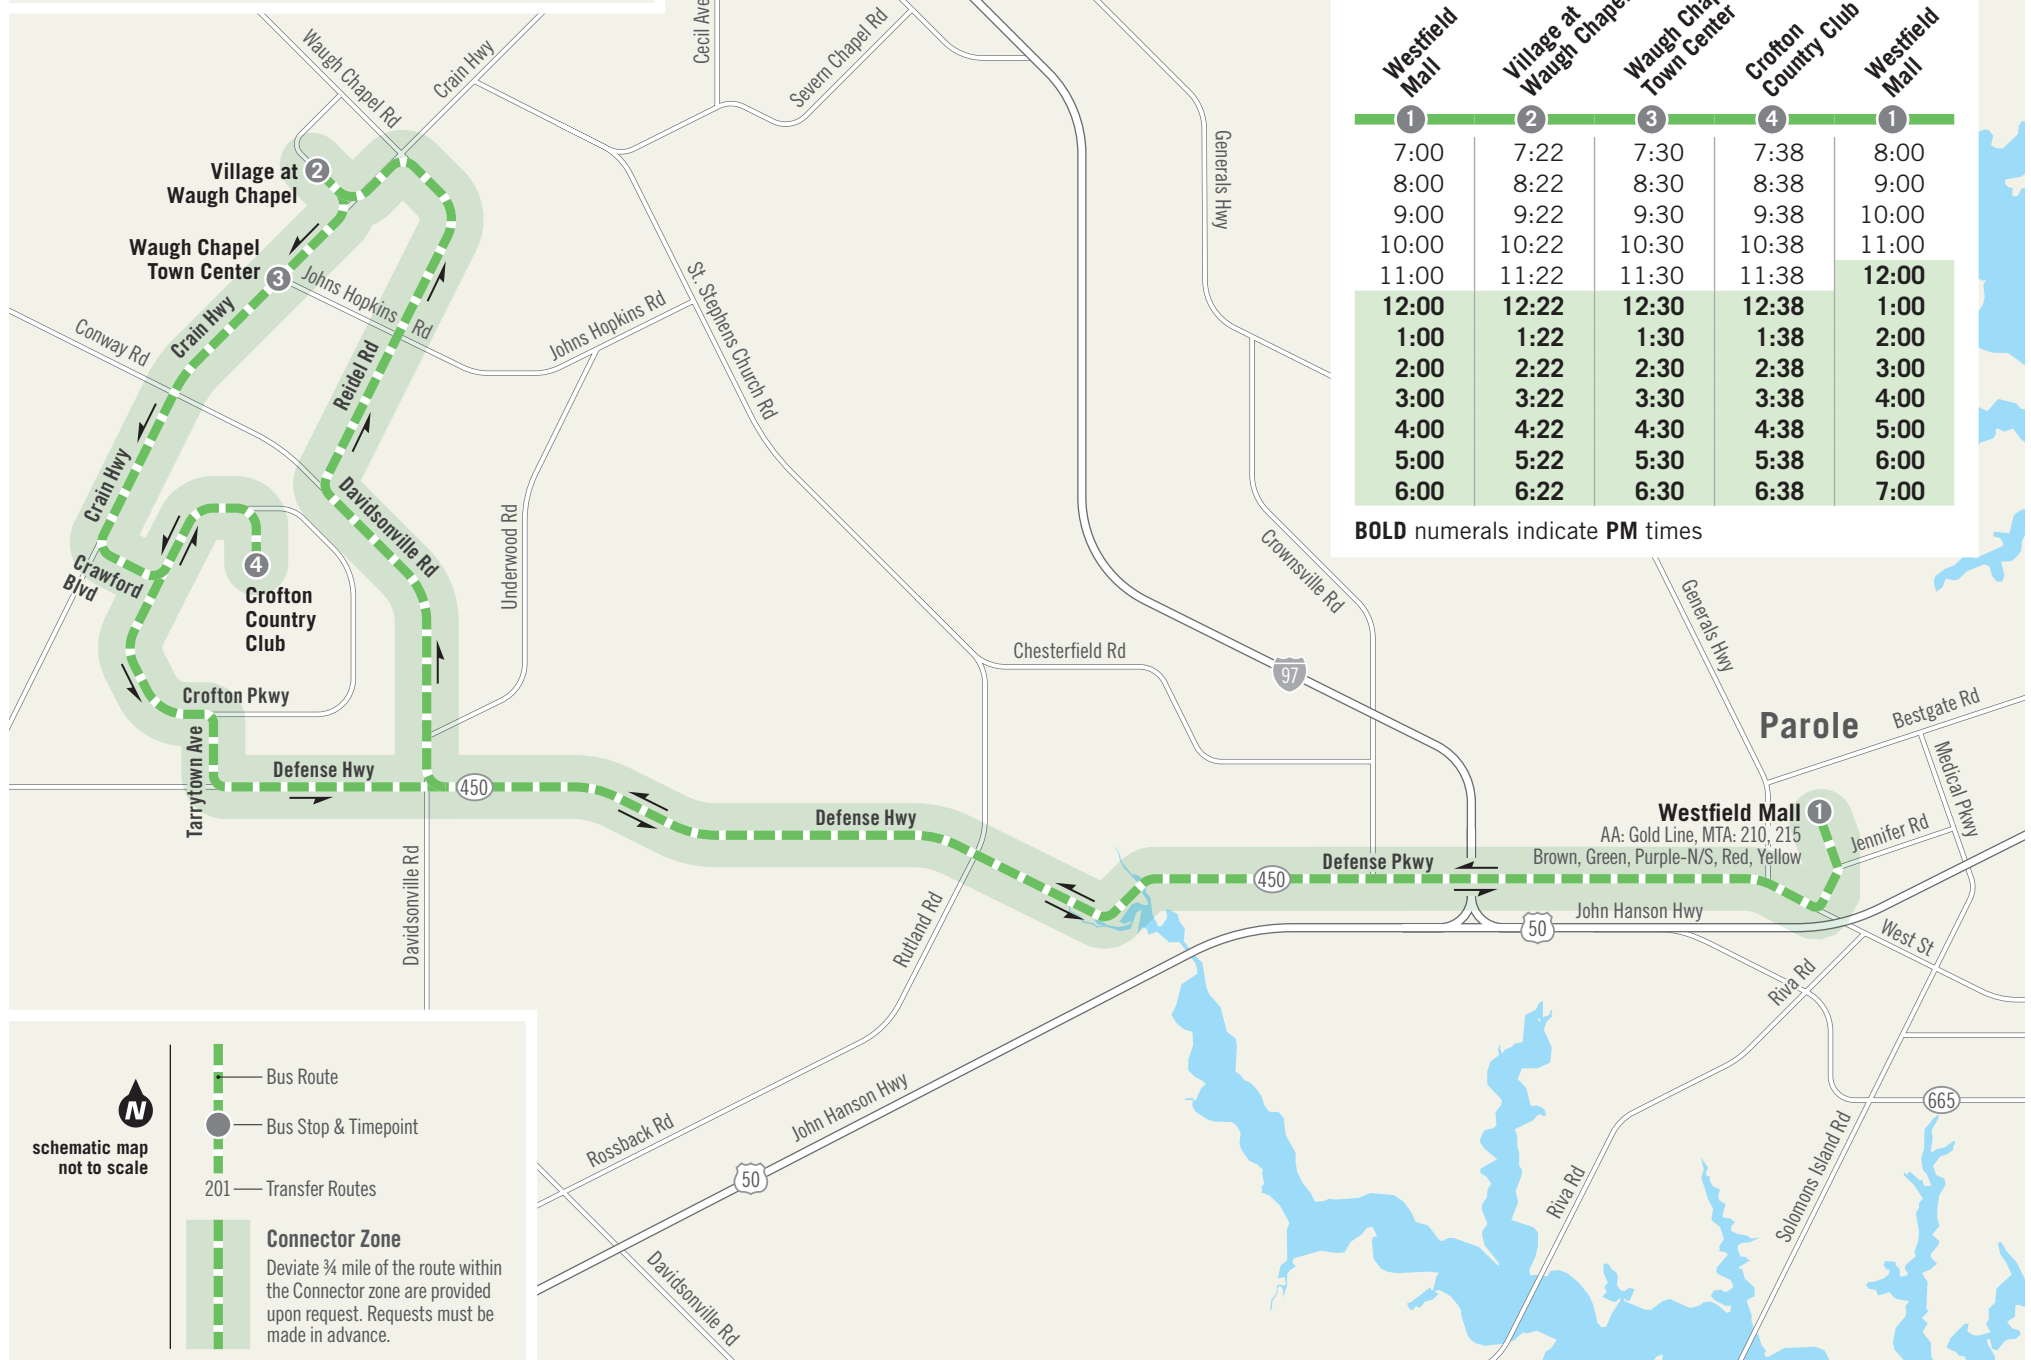 Westfield
Mall
Village at
Waugh Chapel
Waugh Chapel
Town Center
Crofton
Country Club
Westfield
Mall
1 2 3 4 1
7:00 7:22 7:30 7:38 8:00
8:00 8:22 8:30 8:38 9:00
9:00 9:22 9:30 9:38 10:00
10:00 10:22 10:30 10:38 11:00
11:00 11:22 11:30 11:38 12:00
12:00 12:22 12:30 12:38 1:00
1:00 1:22 1:30 1:38 2:00
2:00 2:22 2:30 2:38 3:00
3:00 3:22 3:30 3:38 4:00
4:00 4:22 4:30 4:38 5:00
5:00 5:22 5:30 5:38 6:00
6:00 6:22 6:30 6:38 7:00
BOLD numerals indicate PM times
Waugh Chapel Rd
Crain Hwy
Cecil Ave
Severn Chapel Rd
Generals Hwy
Village at
Waugh Chapel
2
Waugh Chapel
Town Center
3
Johns Hopkins Rd
Johns Hopkins Rd
St. Stephens Church Rd
Conway Rd
Crain Hwy
Reidel Rd
Crain Hwy
Davidsonville Rd
Underwood Rd
Crownsville Rd
Crawford
Blvd
4
Crofton
Country
Club
Generals Hwy
Chesterfield Rd
97
Crofton Pkwy
Tarrytown Ave
Defense Hwy
450
Defense Hwy
Parole
Bestgate Rd
Medical Pkwy
Westfield Mall
1
AA: Gold Line, MTA: 210, 215
Brown, Green, Purple-N/S, Red, Yellow
Jennifer Rd
Defense Pkwy
450
John Hanson Hwy
50
West St
Davidsonville Rd
Rutland Rd
Riva Rd
John Hanson Hwy
Rossback Rd
50
665
Riva Rd
Solomons Island Rd
Davidsonville Rd
N
schematic map
not to scale
Bus Route
Bus Stop & Timepoint
201
Transfer Routes
Connector Zone
Deviate ¾ mile of the route within
the Connector zone are provided
upon request. Requests must be
made in advance.